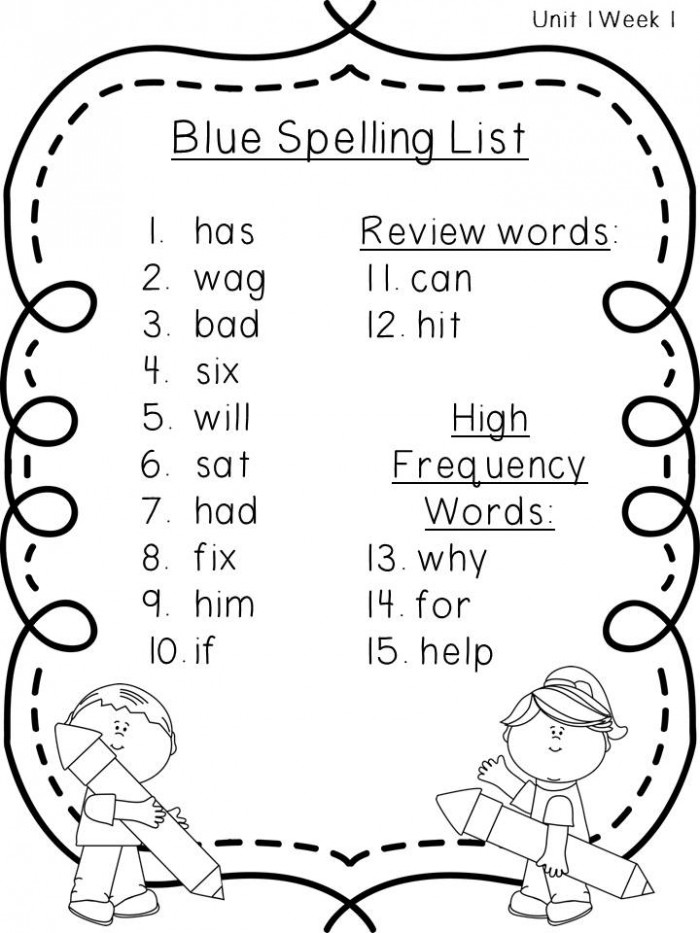 Unit 1 Week 1
Blue Spelling List
1. has
2. wag
3. bad
4. six
5. will
6. sat
7. had
8. fix
9. him
10. if
Review words:
11. can
12. hit
High
Frequency
Words:
13. why
14. for
15. help